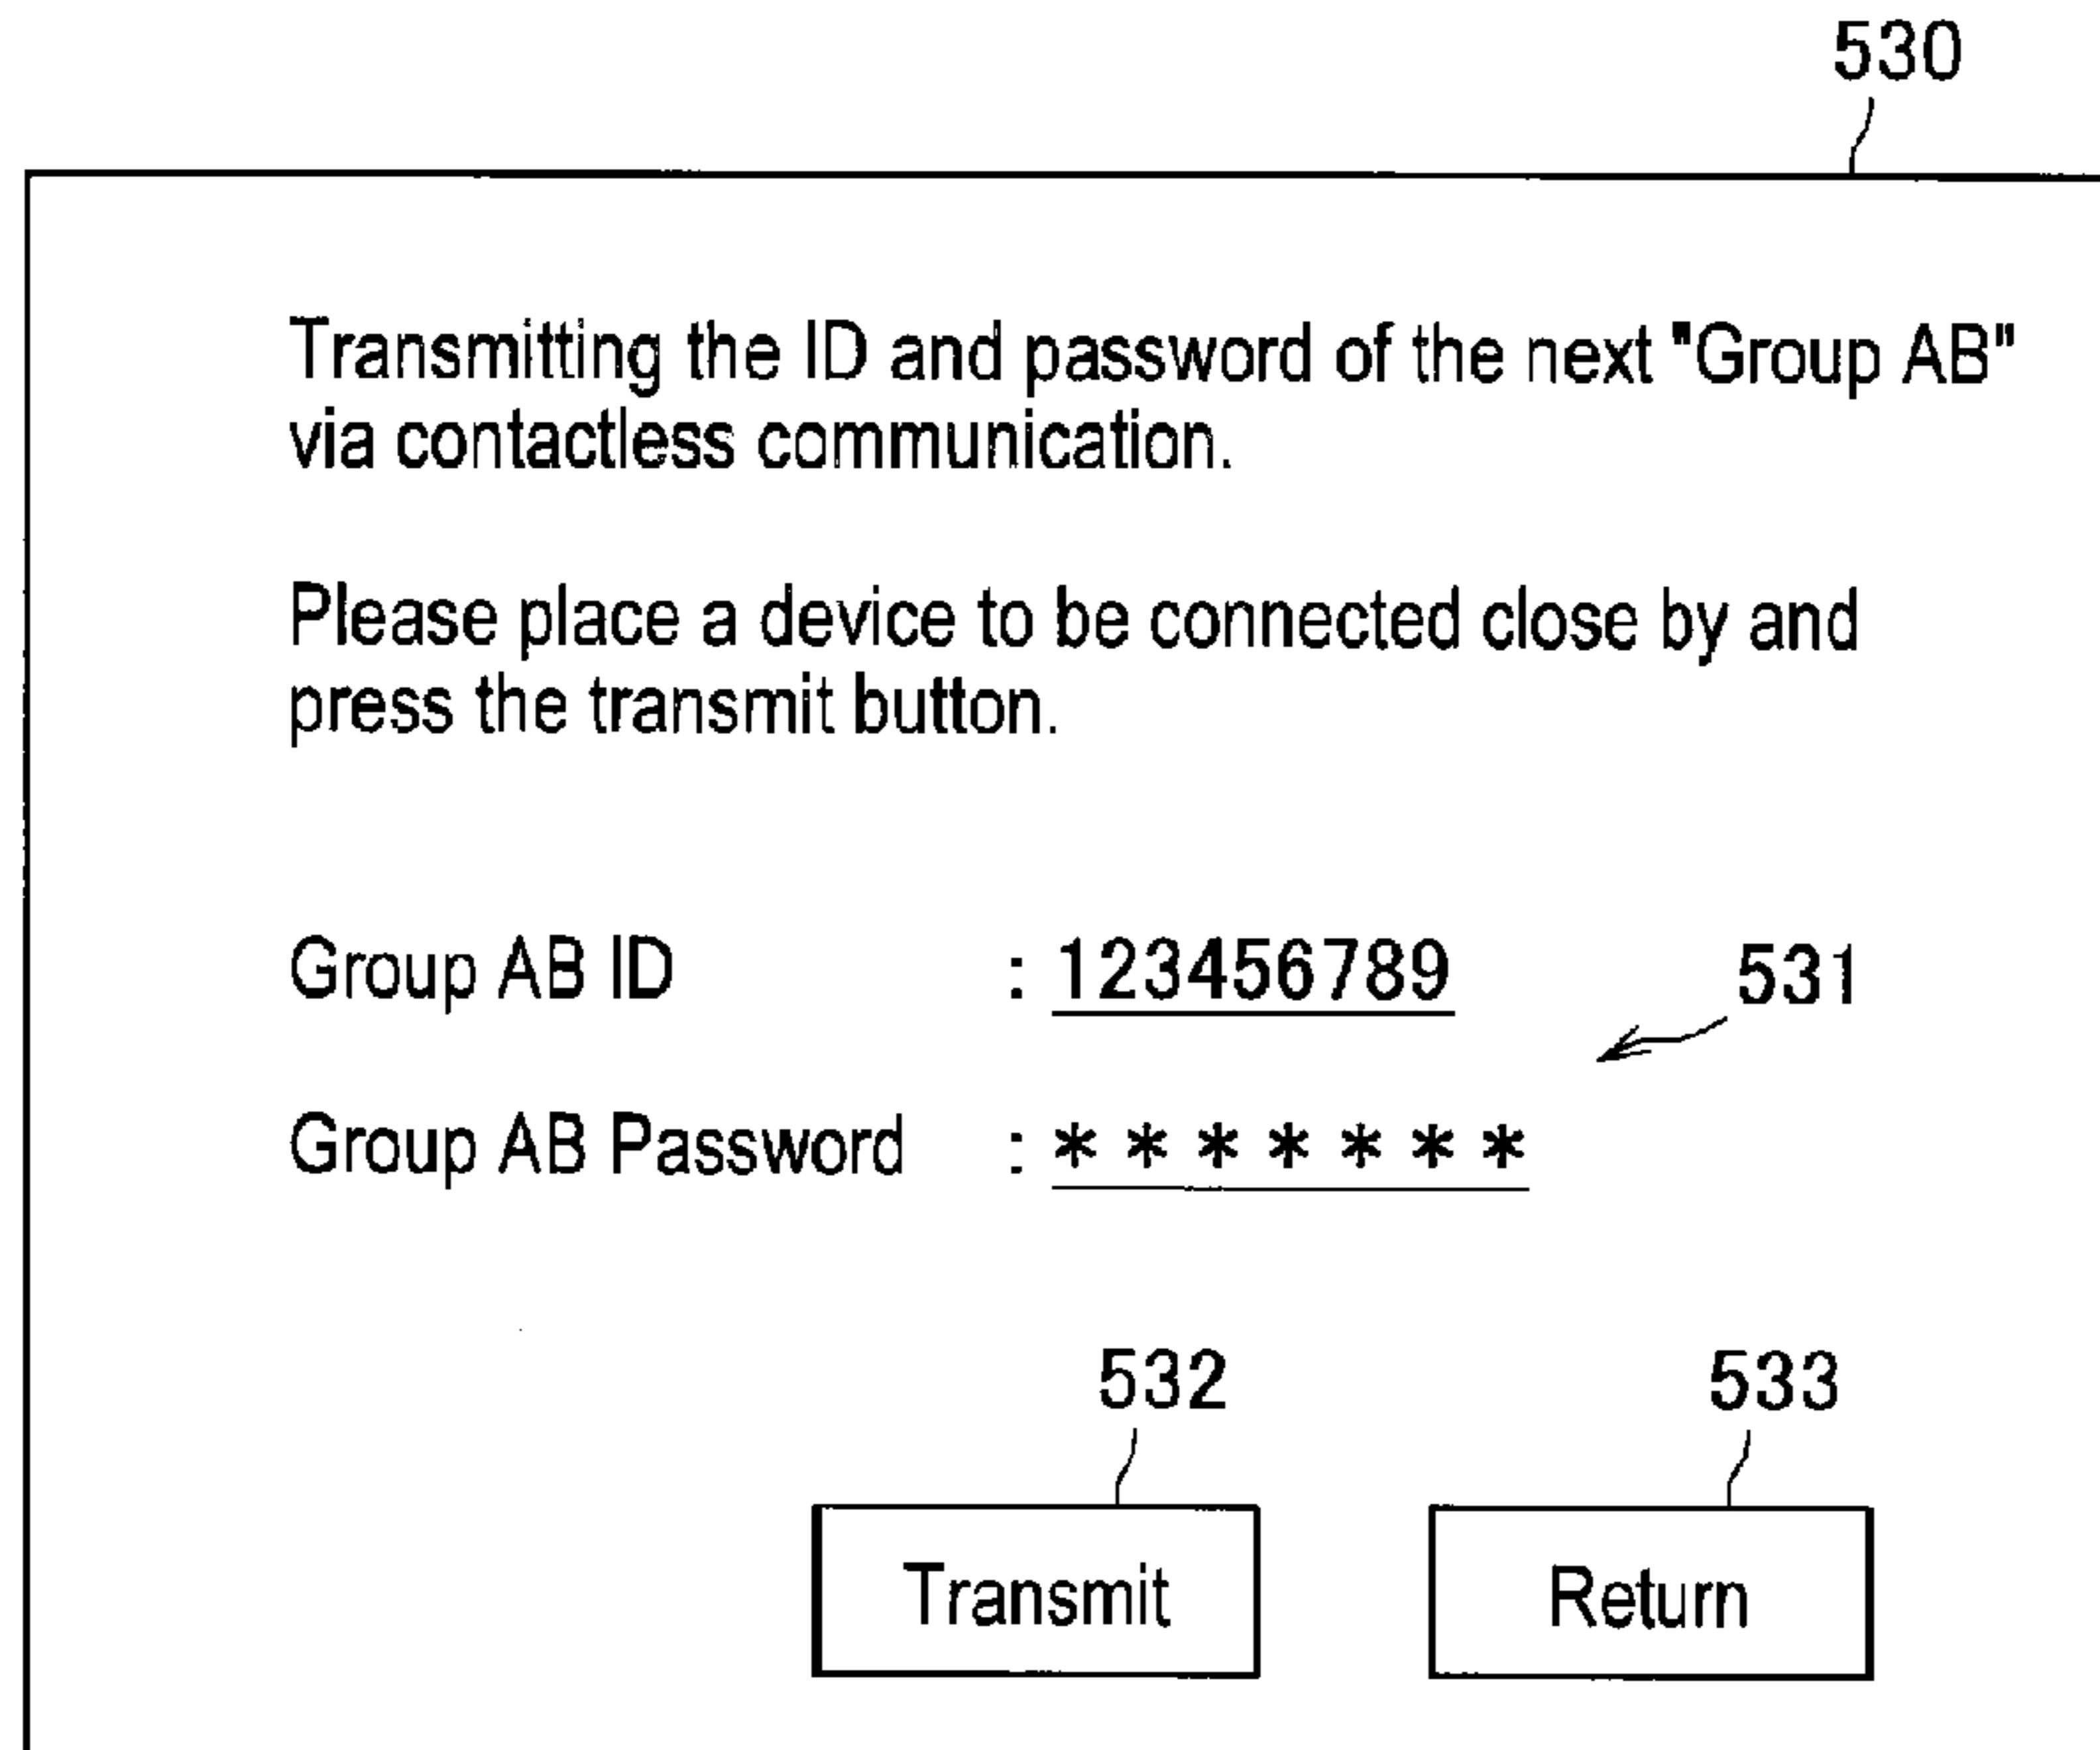 530
Transmitting the ID and password of the next "Group AB"
via contactless communication.
Please place a device to be connected close by and
press the transmit button.
Group AB ID : 123456789
531
Group AB Password : * * * * * * *
532 533
Transmit Return